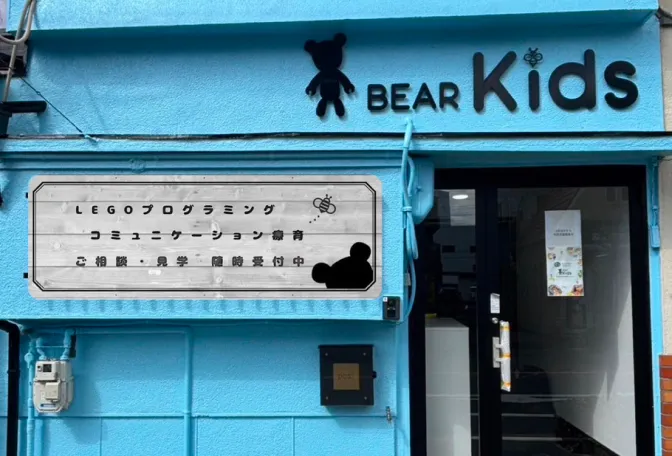 BEAR Kids
LEGOプログラミング
コミュニケーション療育
ご相談・見学 随時受付中